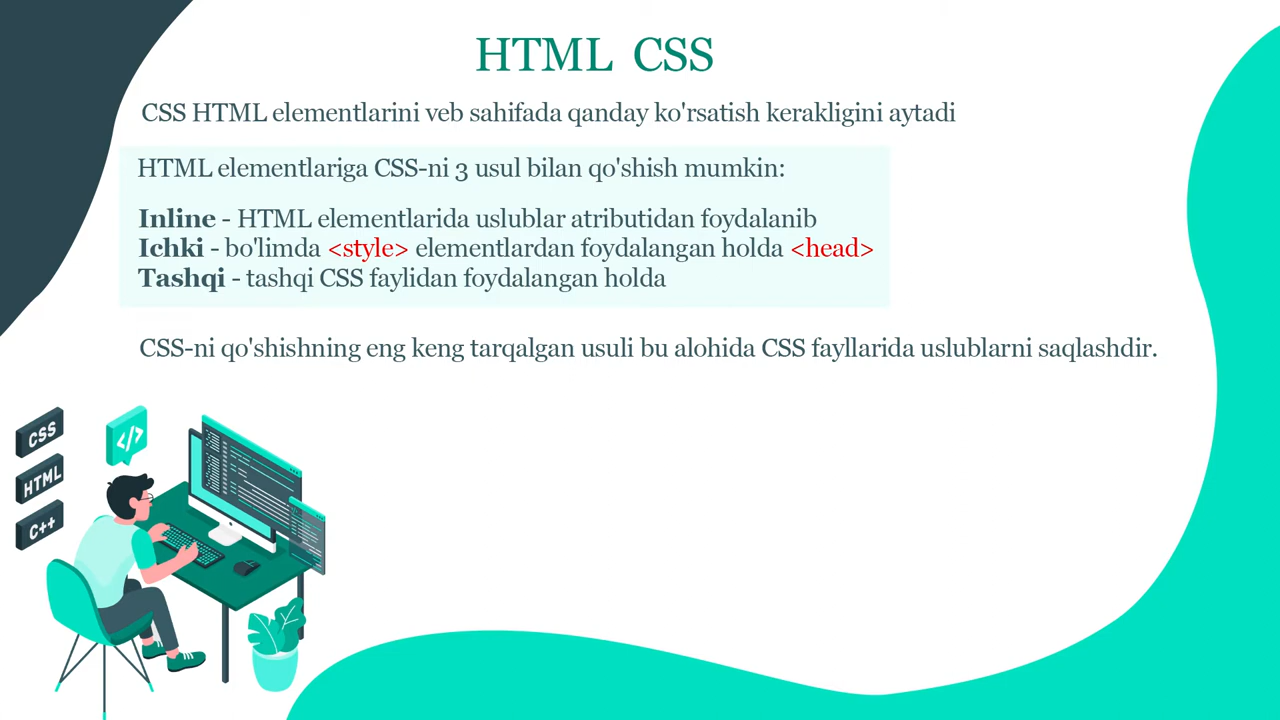 HTML CSS
CSS HTML elementlarini veb sahifada qanday ko'rsatish kerakligini aytadi
HTML elementlariga CSS-ni 3 usul bilan qo'shish mumkin:
Inline - HTML elementlarida uslublar atributidan foydalanib
Ichki - bo'limda <style> elementlardan foydalangan holda <head>
Tashqi - tashqi CSS faylidan foydalangan holda
CSS-ni qo'shishning eng keng tarqalgan usuli bu alohida CSS fayllarida uslublarni saqlashdir.
CSS
</>
HTML
C++